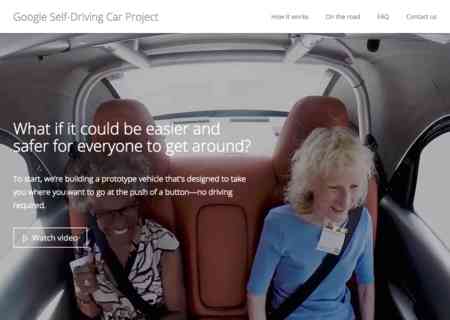 Google Self-Driving Car Project
How it works On the road FAQ Contact us
What if it could be easier and
safer for everyone to get around?
To start, we're building a prototype vehicle that's designed to take
you where you want to go at the push of a button—no driving
required.
Watch video